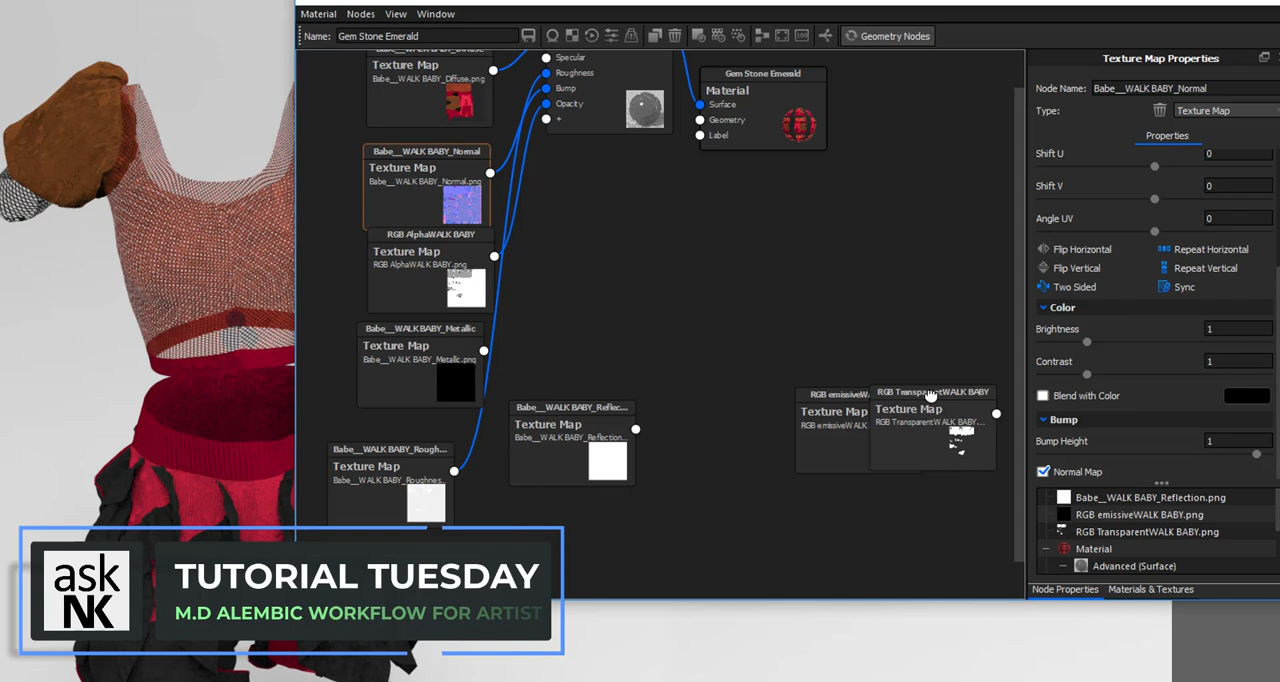 Material Nodes View Window
Name: Gem Stone Emerald
Geometry Nodes
Texture Map
Babe__WALK BABY_Diffuse.png
Specular
Roughness
Bump
Opacity
+
Gem Stone Emerald
Material
Surface
Geometry
Label
Babe__WALK BABY_Normal
Texture Map
Babe__WALK BABY_Normal.png
RGB AlphaWALK BABY
Texture Map
RGB AlphaWALK BABY.png
Babe__WALK BABY_Metallic
Texture Map
Babe__WALK BABY_Metallic.png
Babe__WALK BABY_Rough...
Texture Map
Babe__WALK BABY_Roughness...
Babe__WALK BABY_Reflec...
Texture Map
Babe__WALK BABY_Reflection...
RGB emissiveW
Texture Map
RGB emissiveWALK
RGB TransparentWALK BABY
Texture Map
RGB TransparentWALK BABY....
Texture Map Properties
Node Name: Babe__WALK BABY_Normal
Type: Texture Map
Properties
Shift U 0
Shift V 0
Angle UV 0
Flip Horizontal Repeat Horizontal
Flip Vertical Repeat Vertical
Two Sided Sync
Color
Brightness 1
Contrast 1
Blend with Color
Bump
Bump Height 1
Normal Map
Babe__WALK BABY_Reflection.png
RGB emissiveWALK BABY.png
RGB TransparentWALK BABY.png
Material
Advanced (Surface)
Node Properties Materials & Textures
ask
NK
TUTORIAL TUESDAY
M.D ALEMBIC WORKFLOW FOR ARTIST